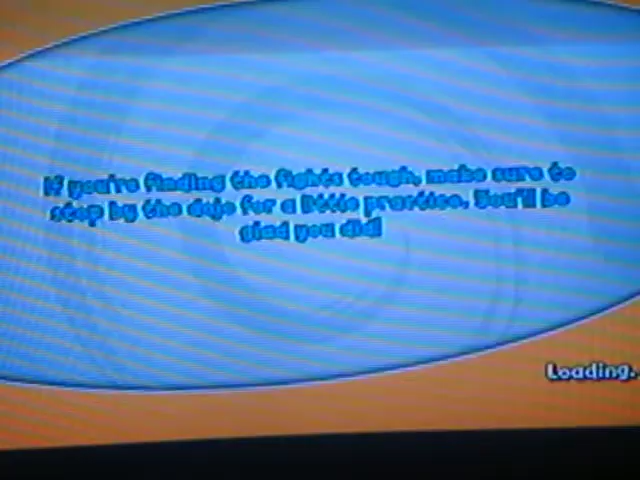 If you're finding the fights tough, make sure to
stop by the dojo for a little practice. You'll be
glad you did!
Loading.